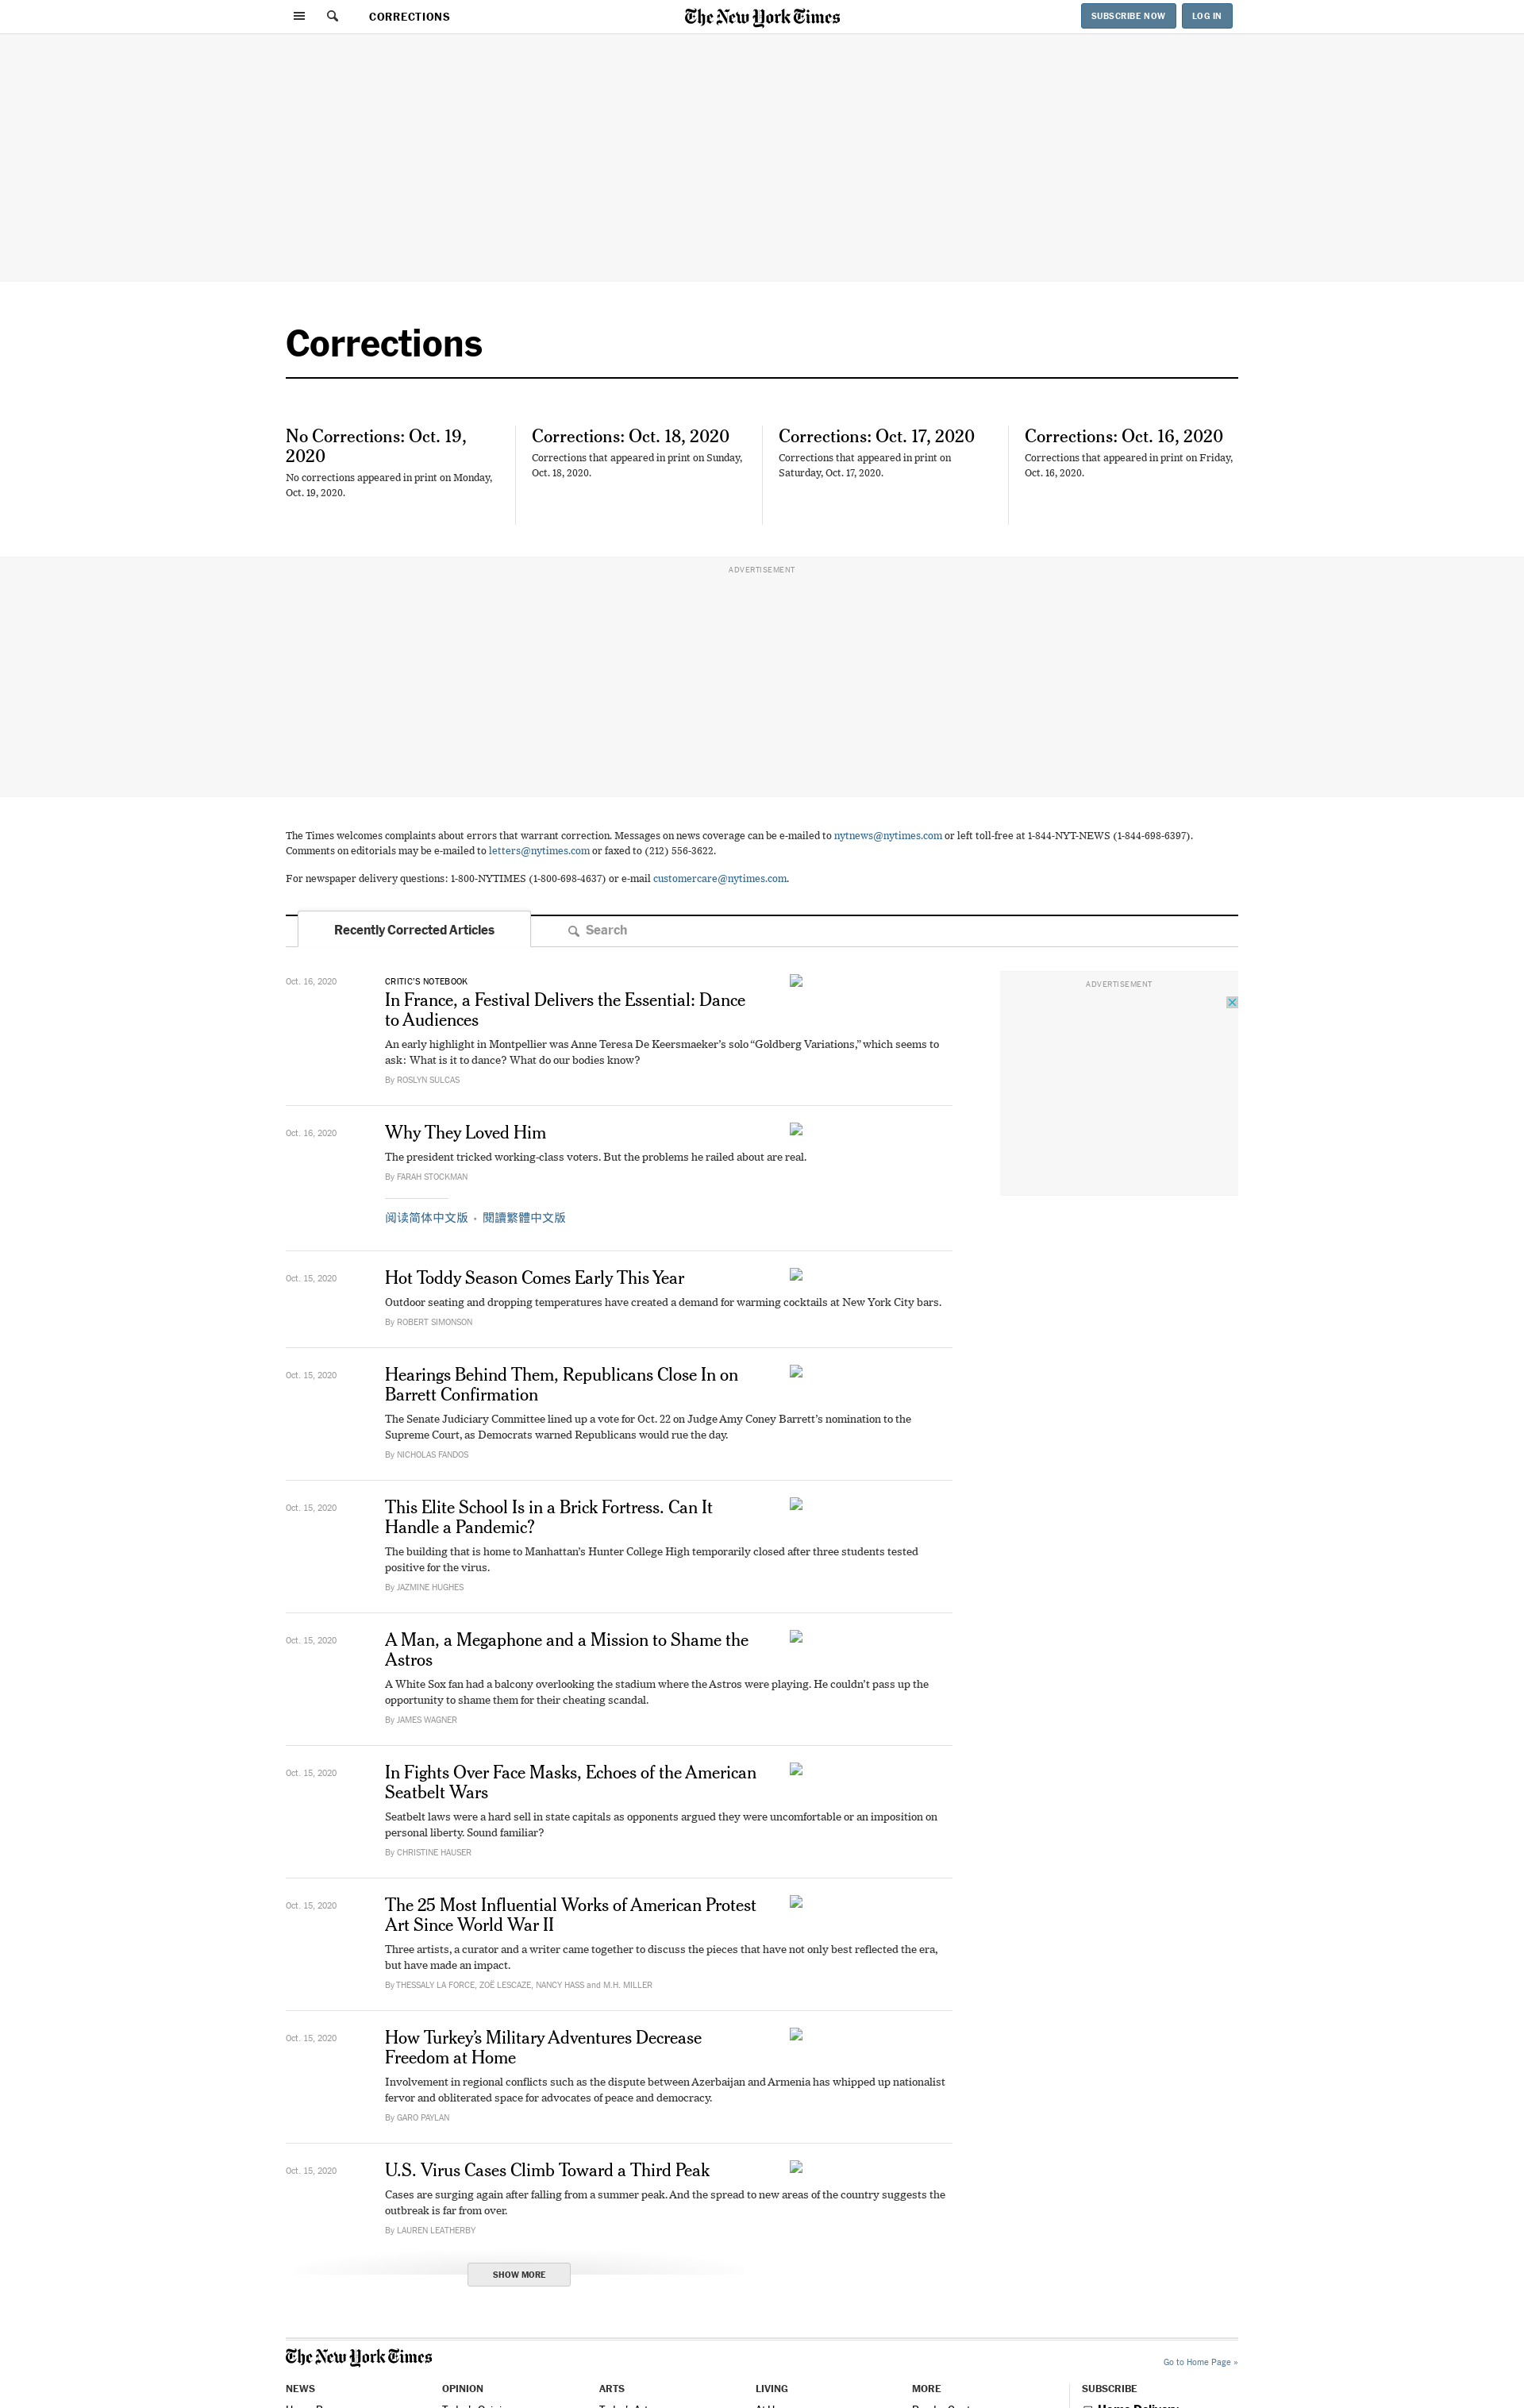 CORRECTIONS
The New York Times
SUBSCRIBE NOW
LOG IN
Corrections
No Corrections: Oct. 19,
2020
No corrections appeared in print on Monday,
Oct. 19, 2020.
Corrections: Oct. 18, 2020
Corrections that appeared in print on Sunday,
Oct. 18, 2020.
Corrections: Oct. 17, 2020
Corrections that appeared in print on
Saturday, Oct. 17, 2020.
Corrections: Oct. 16, 2020
Corrections that appeared in print on Friday,
Oct. 16, 2020.
ADVERTISEMENT
The Times welcomes complaints about errors that warrant correction. Messages on news coverage can be e-mailed to nytnews@nytimes.com or left toll-free at 1-844-NYT-NEWS (1-844-698-6397).
Comments on editorials may be e-mailed to letters@nytimes.com or faxed to (212) 556-3622.
For newspaper delivery questions: 1-800-NYTIMES (1-800-698-4637) or e-mail customercare@nytimes.com.
Recently Corrected Articles
Search
ADVERTISEMENT
Oct. 16, 2020
CRITIC’S NOTEBOOK
In France, a Festival Delivers the Essential: Dance
to Audiences
An early highlight in Montpellier was Anne Teresa De Keersmaeker’s solo “Goldberg Variations,” which seems to
ask: What is it to dance? What do our bodies know?
By ROSLYN SULCAS
Oct. 16, 2020
Why They Loved Him
The president tricked working-class voters. But the problems he railed about are real.
By FARAH STOCKMAN
阅读简体中文版 • 閱讀繁體中文版
Oct. 15, 2020
Hot Toddy Season Comes Early This Year
Outdoor seating and dropping temperatures have created a demand for warming cocktails at New York City bars.
By ROBERT SIMONSON
Oct. 15, 2020
Hearings Behind Them, Republicans Close In on
Barrett Confirmation
The Senate Judiciary Committee lined up a vote for Oct. 22 on Judge Amy Coney Barrett’s nomination to the
Supreme Court, as Democrats warned Republicans would rue the day.
By NICHOLAS FANDOS
Oct. 15, 2020
This Elite School Is in a Brick Fortress. Can It
Handle a Pandemic?
The building that is home to Manhattan’s Hunter College High temporarily closed after three students tested
positive for the virus.
By JAZMINE HUGHES
Oct. 15, 2020
A Man, a Megaphone and a Mission to Shame the
Astros
A White Sox fan had a balcony overlooking the stadium where the Astros were playing. He couldn’t pass up the
opportunity to shame them for their cheating scandal.
By JAMES WAGNER
Oct. 15, 2020
In Fights Over Face Masks, Echoes of the American
Seatbelt Wars
Seatbelt laws were a hard sell in state capitals as opponents argued they were uncomfortable or an imposition on
personal liberty. Sound familiar?
By CHRISTINE HAUSER
Oct. 15, 2020
The 25 Most Influential Works of American Protest
Art Since World War II
Three artists, a curator and a writer came together to discuss the pieces that have not only best reflected the era,
but have made an impact.
By THESSALY LA FORCE, ZOË LESCAZE, NANCY HASS and M.H. MILLER
Oct. 15, 2020
How Turkey’s Military Adventures Decrease
Freedom at Home
Involvement in regional conflicts such as the dispute between Azerbaijan and Armenia has whipped up nationalist
fervor and obliterated space for advocates of peace and democracy.
By GARO PAYLAN
Oct. 15, 2020
U.S. Virus Cases Climb Toward a Third Peak
Cases are surging again after falling from a summer peak. And the spread to new areas of the country suggests the
outbreak is far from over.
By LAUREN LEATHERBY
SHOW MORE
The New York Times
Go to Home Page »
NEWS
OPINION
ARTS
LIVING
MORE
SUBSCRIBE